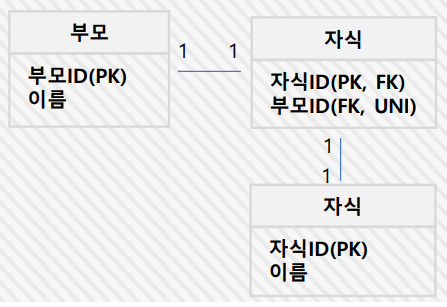 부모
부모ID(PK)
이름
1 1
자식
자식ID(PK, FK)
부모ID(FK, UNI)
1
1
자식
자식ID(PK)
이름